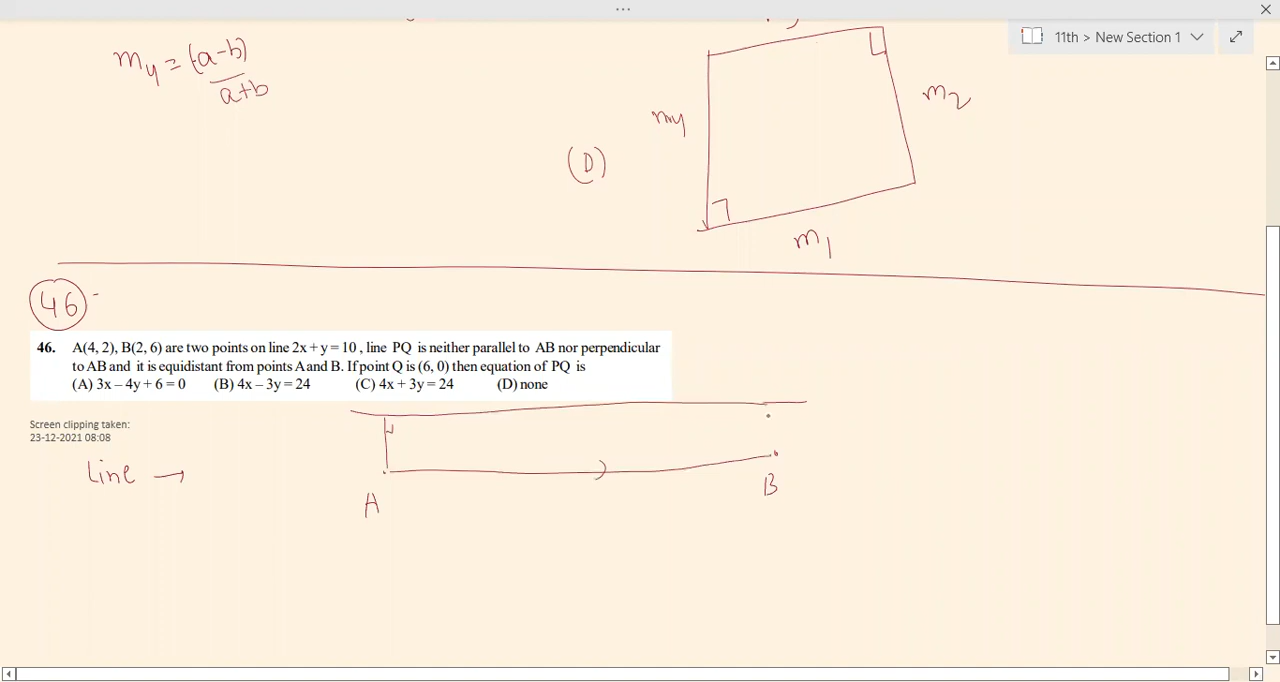 11th > New Section 1
m4 = (a-b)
a+b
m4
m2
(D)
m1
46
46. A(4, 2), B(2, 6) are two points on line 2x + y = 10 , line PQ is neither parallel to AB nor perpendicular
to AB and it is equidistant from points A and B. If point Q is (6, 0) then equation of PQ is
(A) 3x – 4y + 6 = 0 (B) 4x – 3y = 24 (C) 4x + 3y = 24 (D) none
Screen clipping taken:
23-12-2021 08:08
Line →
A
B